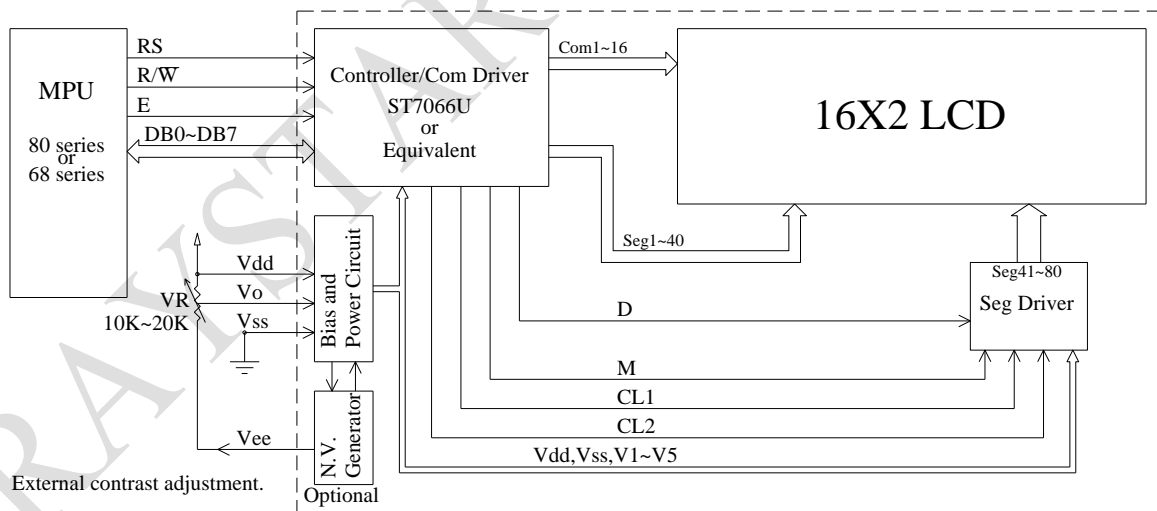 RS
R/W̅
E
DB0~DB7
MPU
80 series
or
68 series
Controller/Com Driver
ST7066U
or
Equivalent
Com1~16
16X2 LCD
Seg1~40
Seg41~80
Seg Driver
Vdd
Vo
Vss
VR
10K~20K
Bias and
Power Circuit
D
M
CL1
CL2
Vdd,Vss,V1~V5
Vee
N.V.
Generator
Optional
External contrast adjustment.
RAYSTAR